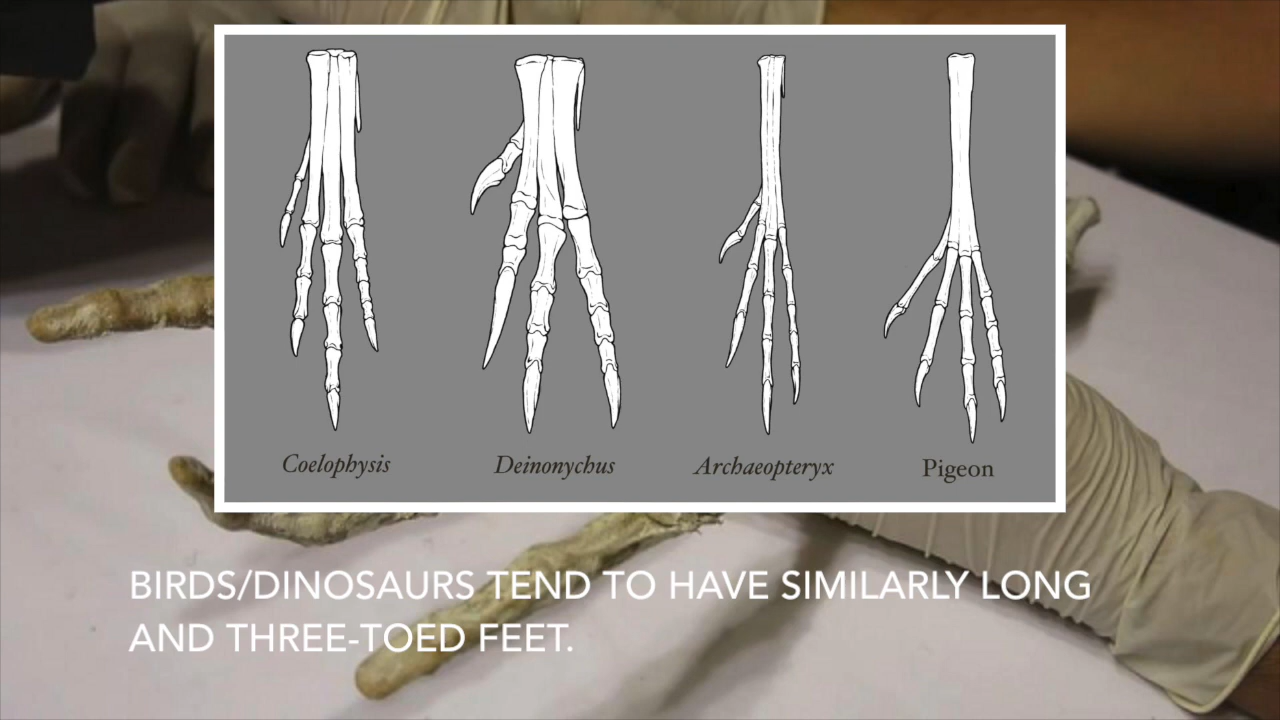 Coelophysis Deinonychus Archaeopteryx Pigeon
BIRDS/DINOSAURS TEND TO HAVE SIMILARLY LONG
AND THREE-TOED FEET.